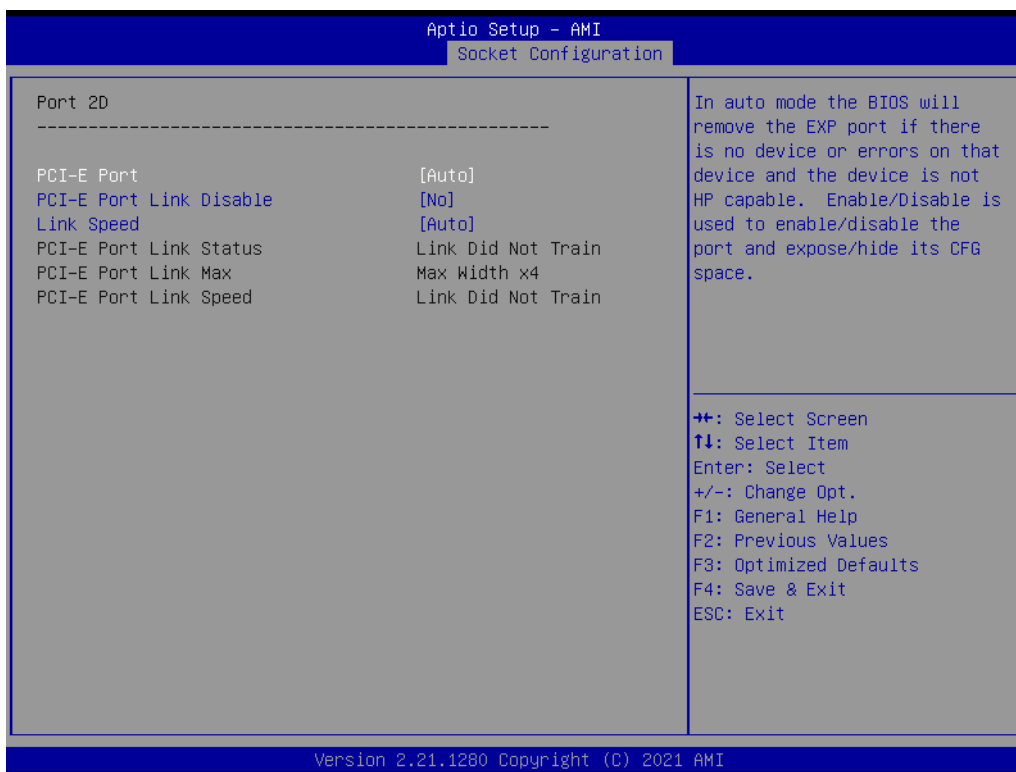 Aptio Setup – AMI
Socket Configuration
Port 2D
--------------------------------------------------
PCI-E Port [Auto]
PCI-E Port Link Disable [No]
Link Speed [Auto]
PCI-E Port Link Status Link Did Not Train
PCI-E Port Link Max Max Width x4
PCI-E Port Link Speed Link Did Not Train
In auto mode the BIOS will
remove the EXP port if there
is no device or errors on that
device and the device is not
HP capable.  Enable/Disable is
used to enable/disable the
port and expose/hide its CFG
space.
→←: Select Screen
↑↓: Select Item
Enter: Select
+/-: Change Opt.
F1: General Help
F2: Previous Values
F3: Optimized Defaults
F4: Save & Exit
ESC: Exit
Version 2.21.1280 Copyright (C) 2021 AMI